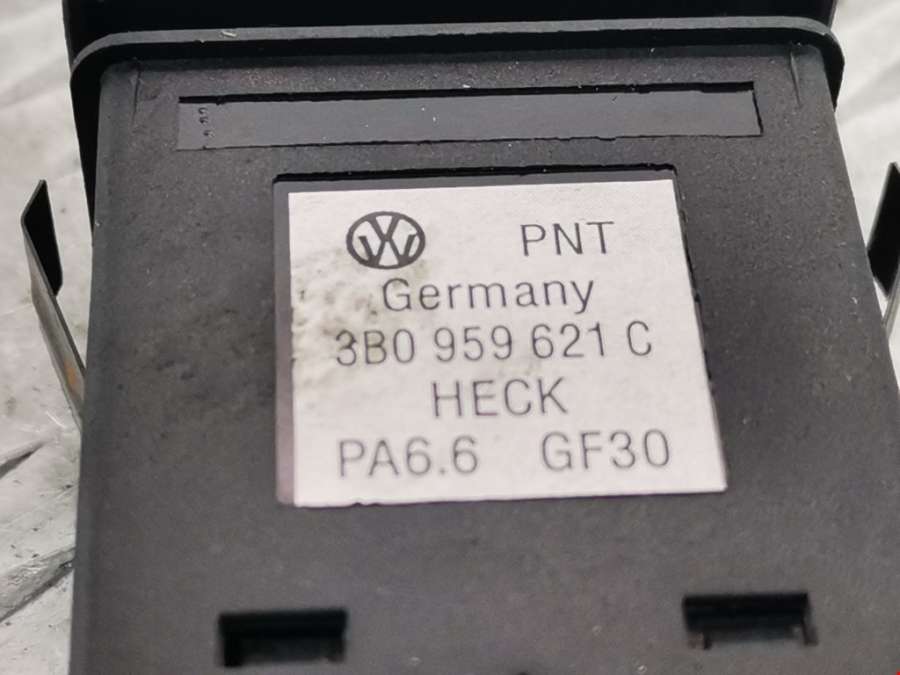 PNT
Germany
3B0 959 621 C
HECK
PA6.6 GF30